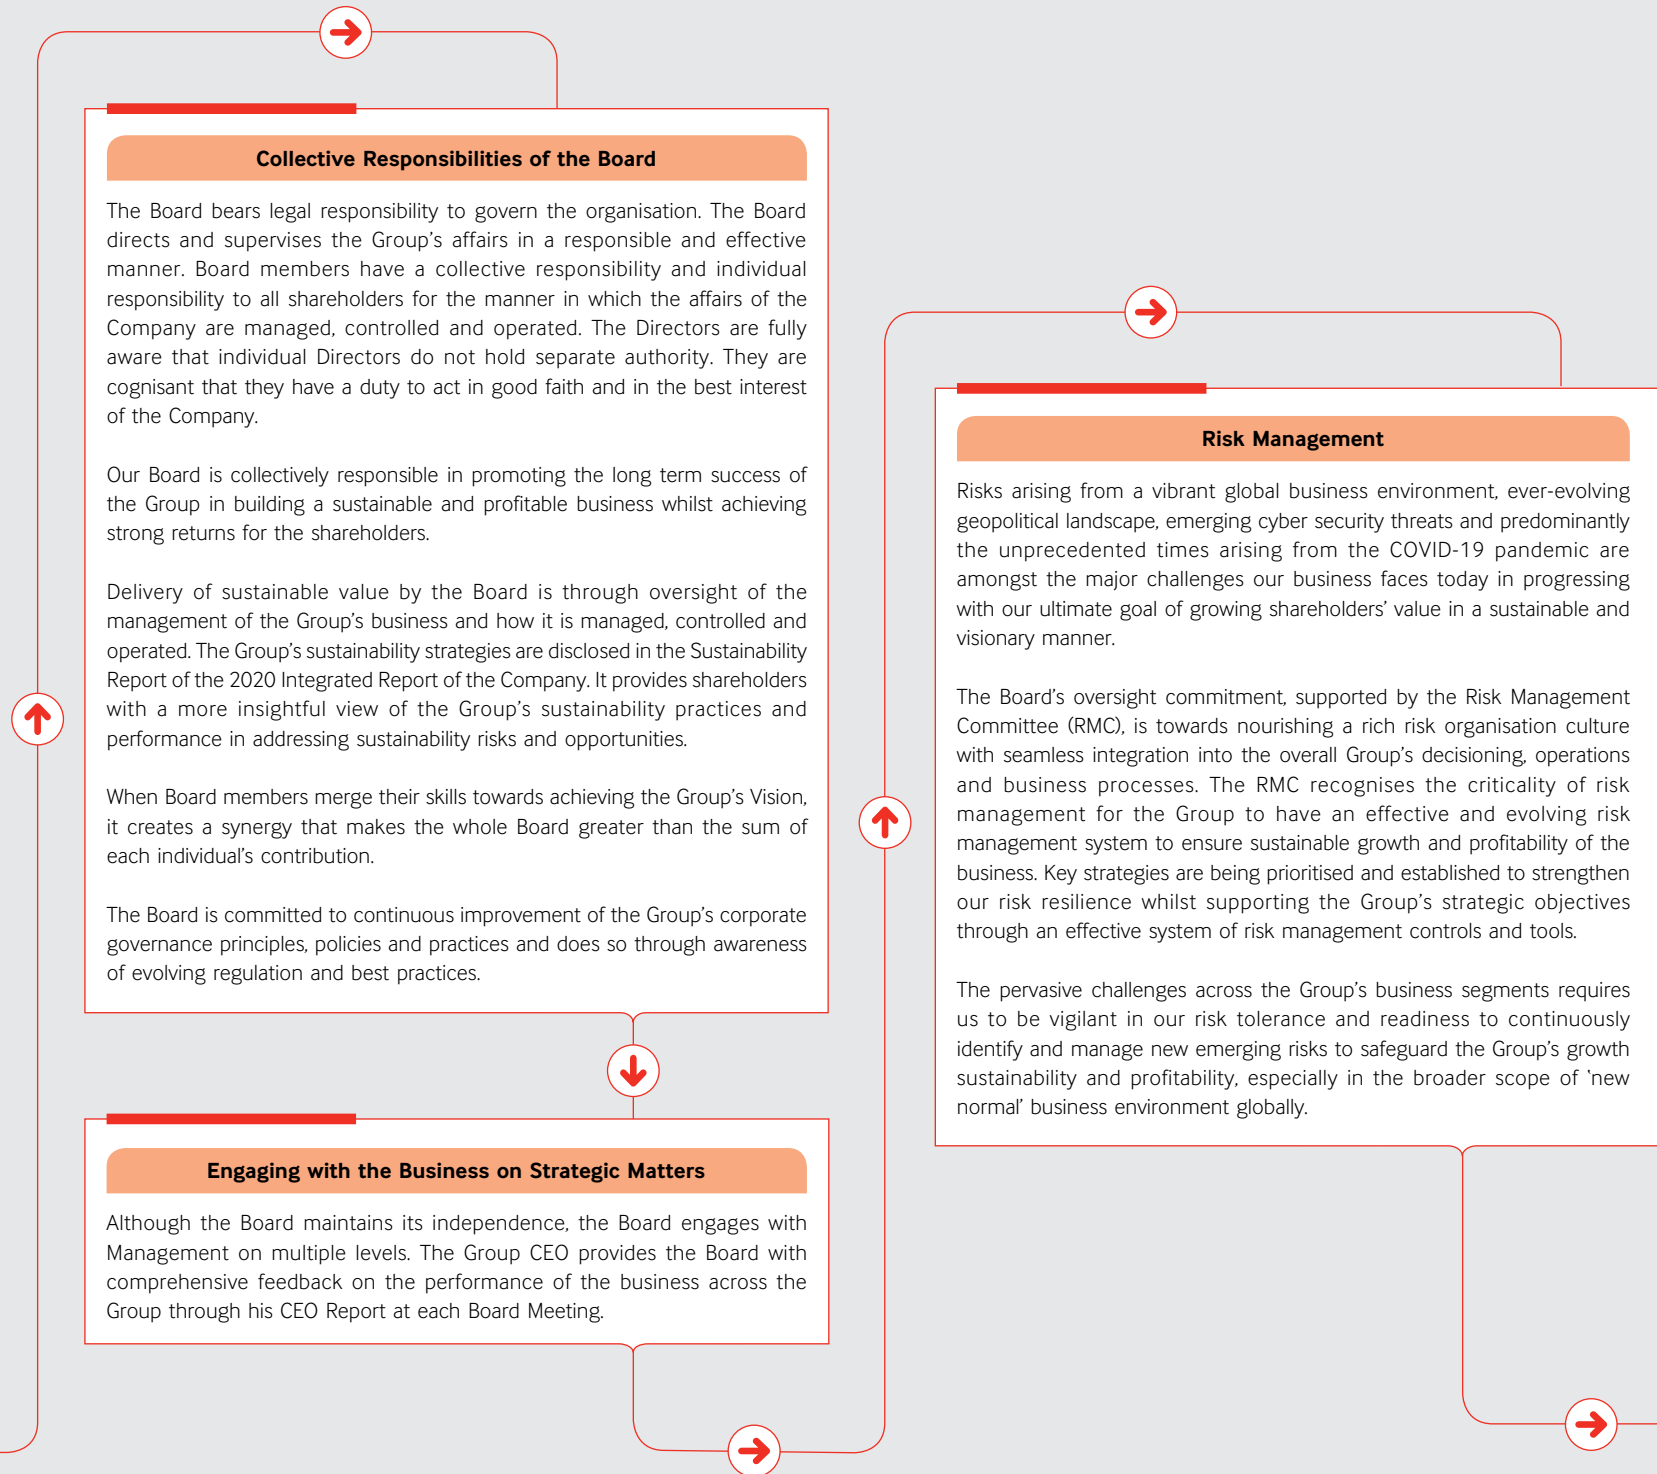 Collective Responsibilities of the Board
The Board bears legal responsibility to govern the organisation. The Board
directs and supervises the Group's affairs in a responsible and effective
manner. Board members have a collective responsibility and individual
responsibility to all shareholders for the manner in which the affairs of the
Company are managed, controlled and operated. The Directors are fully
aware that individual Directors do not hold separate authority. They are
cognisant that they have a duty to act in good faith and in the best interest
of the Company.
Our Board is collectively responsible in promoting the long term success of
the Group in building a sustainable and profitable business whilst achieving
strong returns for the shareholders.
Delivery of sustainable value by the Board is through oversight of the
management of the Group's business and how it is managed, controlled and
operated. The Group's sustainability strategies are disclosed in the Sustainability
Report of the 2020 Integrated Report of the Company. It provides shareholders
with a more insightful view of the Group's sustainability practices and
performance in addressing sustainability risks and opportunities.
When Board members merge their skills towards achieving the Group's Vision,
it creates a synergy that makes the whole Board greater than the sum of
each individual's contribution.
The Board is committed to continuous improvement of the Group's corporate
governance principles, policies and practices and does so through awareness
of evolving regulation and best practices.
Engaging with the Business on Strategic Matters
Although the Board maintains its independence, the Board engages with
Management on multiple levels. The Group CEO provides the Board with
comprehensive feedback on the performance of the business across the
Group through his CEO Report at each Board Meeting.
Risk Management
Risks arising from a vibrant global business environment, ever-evolving
geopolitical landscape, emerging cyber security threats and predominantly
the unprecedented times arising from the COVID-19 pandemic are
amongst the major challenges our business faces today in progressing
with our ultimate goal of growing shareholders' value in a sustainable and
visionary manner.
The Board's oversight commitment, supported by the Risk Management
Committee (RMC), is towards nourishing a rich risk organisation culture
with seamless integration into the overall Group's decisioning, operations
and business processes. The RMC recognises the criticality of risk
management for the Group to have an effective and evolving risk
management system to ensure sustainable growth and profitability of the
business. Key strategies are being prioritised and established to strengthen
our risk resilience whilst supporting the Group's strategic objectives
through an effective system of risk management controls and tools.
The pervasive challenges across the Group's business segments requires
us to be vigilant in our risk tolerance and readiness to continuously
identify and manage new emerging risks to safeguard the Group's growth
sustainability and profitability, especially in the broader scope of 'new
normal' business environment globally.